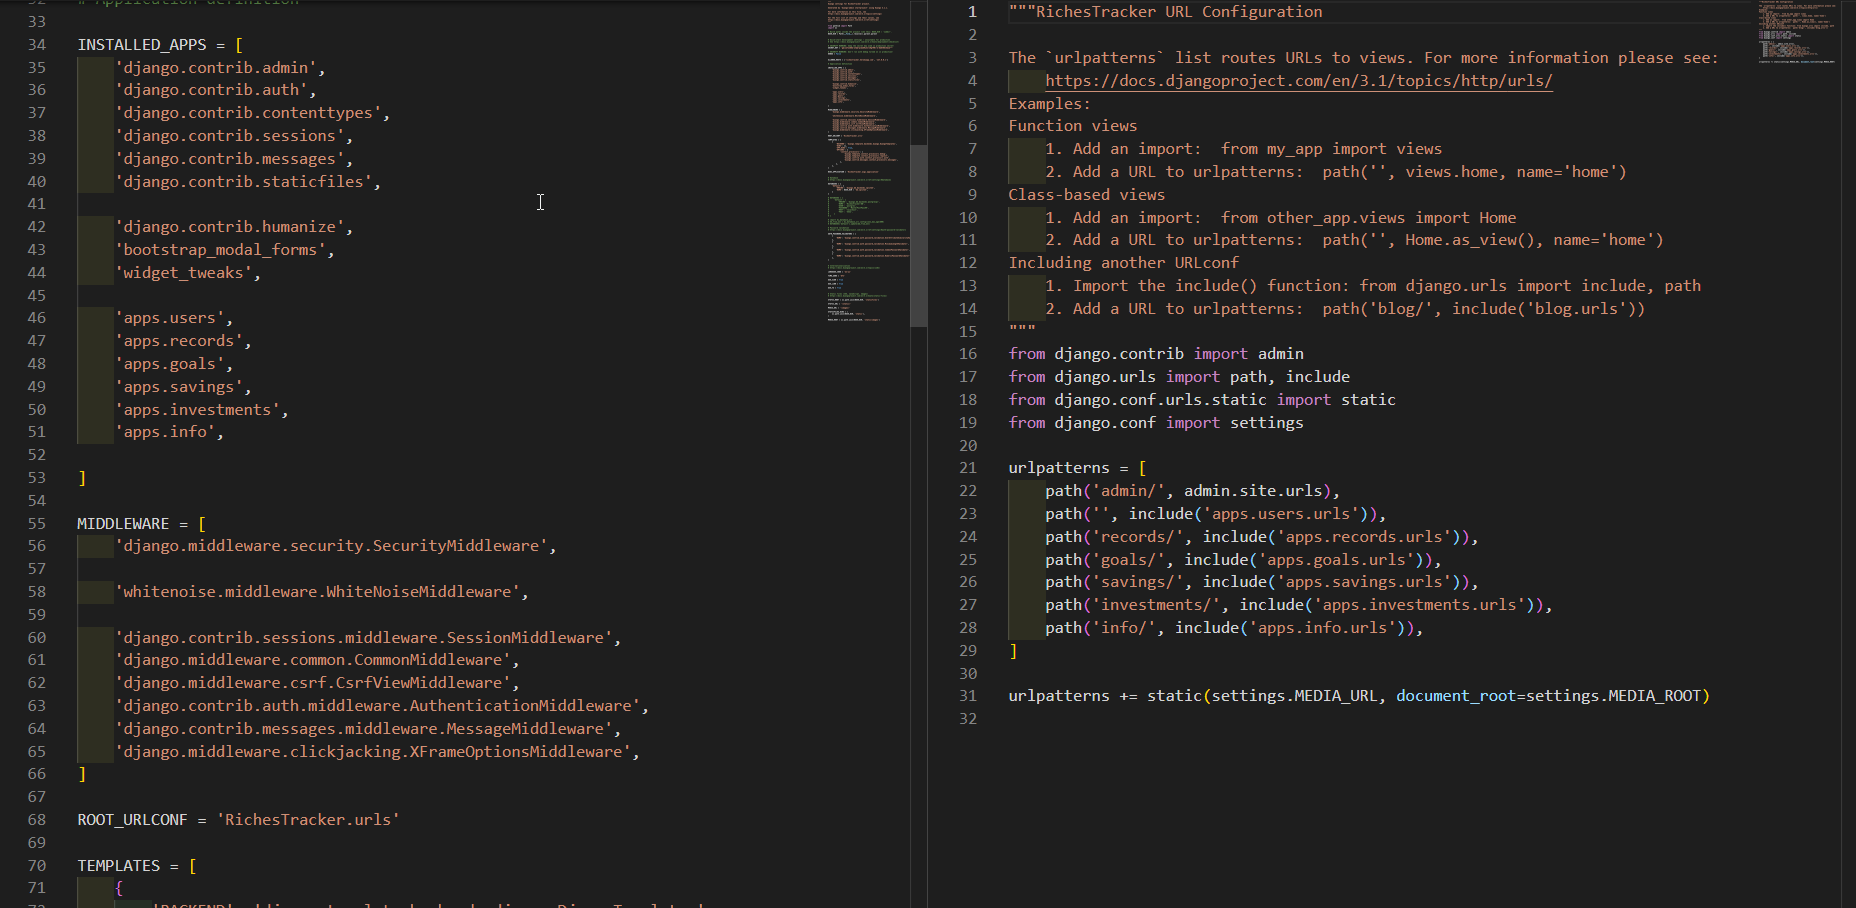 32 # Application definition
33
34 INSTALLED_APPS = [
35     'django.contrib.admin',
36     'django.contrib.auth',
37     'django.contrib.contenttypes',
38     'django.contrib.sessions',
39     'django.contrib.messages',
40     'django.contrib.staticfiles',
41
42     'django.contrib.humanize',
43     'bootstrap_modal_forms',
44     'widget_tweaks',
45
46     'apps.users',
47     'apps.records',
48     'apps.goals',
49     'apps.savings',
50     'apps.investments',
51     'apps.info',
52
53 ]
54
55 MIDDLEWARE = [
56     'django.middleware.security.SecurityMiddleware',
57
58     'whitenoise.middleware.WhiteNoiseMiddleware',
59
60     'django.contrib.sessions.middleware.SessionMiddleware',
61     'django.middleware.common.CommonMiddleware',
62     'django.middleware.csrf.CsrfViewMiddleware',
63     'django.contrib.auth.middleware.AuthenticationMiddleware',
64     'django.contrib.messages.middleware.MessageMiddleware',
65     'django.middleware.clickjacking.XFrameOptionsMiddleware',
66 ]
67
68 ROOT_URLCONF = 'RichesTracker.urls'
69
70 TEMPLATES = [
71     {
1 """RichesTracker URL Configuration
2
3 The `urlpatterns` list routes URLs to views. For more information please see:
4     https://docs.djangoproject.com/en/3.1/topics/http/urls/
5 Examples:
6 Function views
7     1. Add an import:  from my_app import views
8     2. Add a URL to urlpatterns:  path('', views.home, name='home')
9 Class-based views
10     1. Add an import:  from other_app.views import Home
11     2. Add a URL to urlpatterns:  path('', Home.as_view(), name='home')
12 Including another URLconf
13     1. Import the include() function: from django.urls import include, path
14     2. Add a URL to urlpatterns:  path('blog/', include('blog.urls'))
15 """
16 from django.contrib import admin
17 from django.urls import path, include
18 from django.conf.urls.static import static
19 from django.conf import settings
20
21 urlpatterns = [
22     path('admin/', admin.site.urls),
23     path('', include('apps.users.urls')),
24     path('records/', include('apps.records.urls')),
25     path('goals/', include('apps.goals.urls')),
26     path('savings/', include('apps.savings.urls')),
27     path('investments/', include('apps.investments.urls')),
28     path('info/', include('apps.info.urls')),
29 ]
30
31 urlpatterns += static(settings.MEDIA_URL, document_root=settings.MEDIA_ROOT)
32